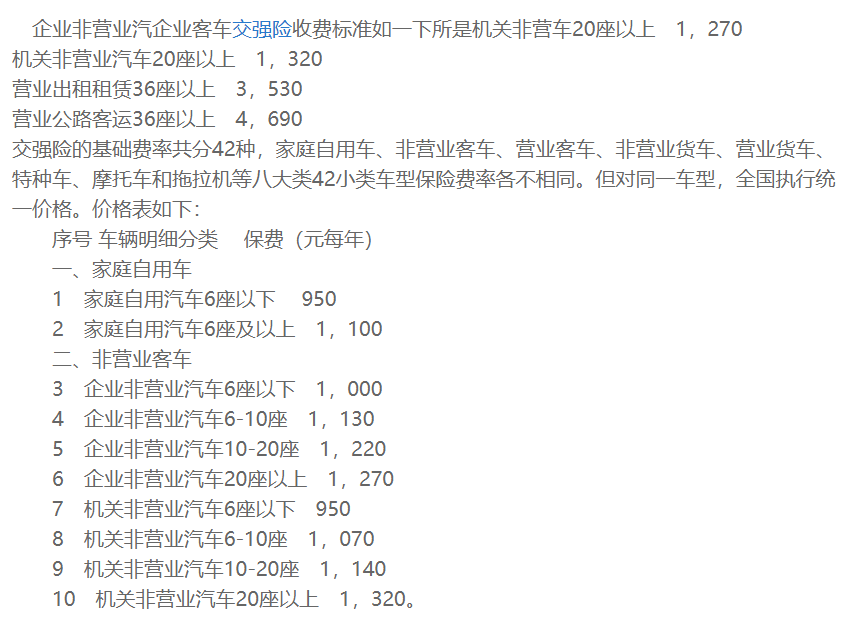 企业非营业汽企业客车交强险收费标准如一下所是机关非营车20座以上　1，270
机关非营业汽车20座以上　1，320
营业出租租赁36座以上　3，530
营业公路客运36座以上　4，690
交强险的基础费率共分42种，家庭自用车、非营业客车、营业客车、非营业货车、营业货车、
特种车、摩托车和拖拉机等八大类42小类车型保险费率各不相同。但对同一车型，全国执行统
一价格。价格表如下：
序号 车辆明细分类　 保费（元每年）
一、家庭自用车
1　家庭自用汽车6座以下　 950
2　家庭自用汽车6座及以上　1，100
二、非营业客车
3　企业非营业汽车6座以下　1，000
4　企业非营业汽车6-10座　1，130
5　企业非营业汽车10-20座　1，220
6　企业非营业汽车20座以上　1，270
7　机关非营业汽车6座以下　950
8　机关非营业汽车6-10座　1，070
9　机关非营业汽车10-20座　1，140
10　机关非营业汽车20座以上　1，320。